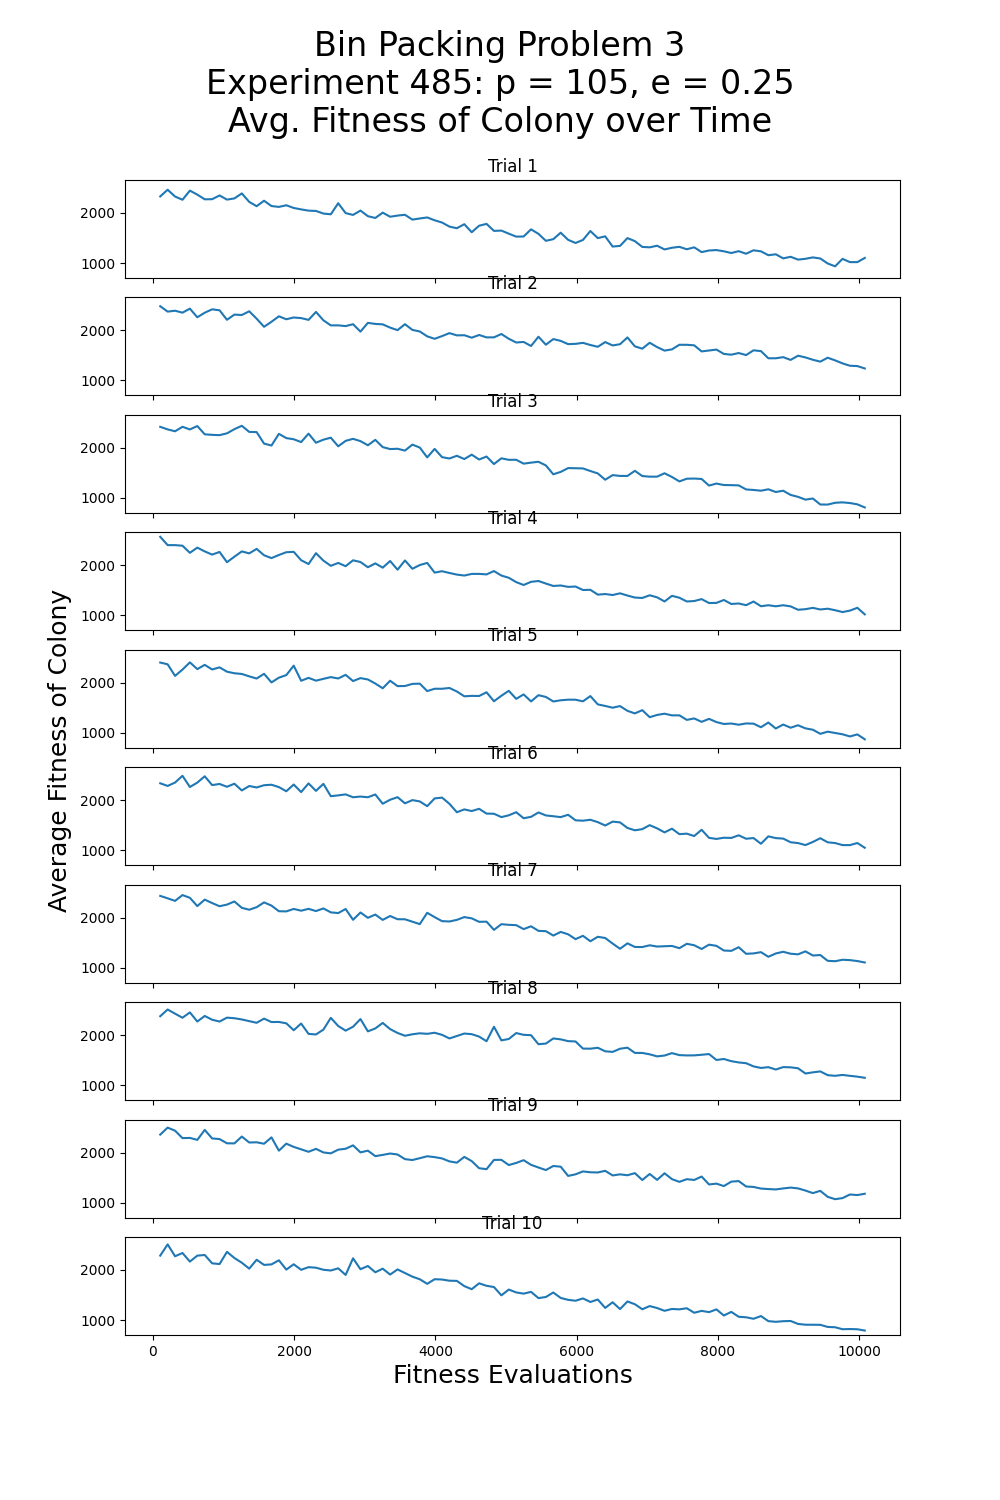 Bin Packing Problem 3
Experiment 485: p = 105, e = 0.25
Avg. Fitness of Colony over Time
Average Fitness of Colony
Trial 1
2000
1000
Trial 2
2000
1000
Trial 3
2000
1000
Trial 4
2000
1000
Trial 5
2000
1000
Trial 6
2000
1000
Trial 7
2000
1000
Trial 8
2000
1000
Trial 9
2000
1000
Trial 10
2000
1000
0 2000 4000 6000 8000 10000
Fitness Evaluations